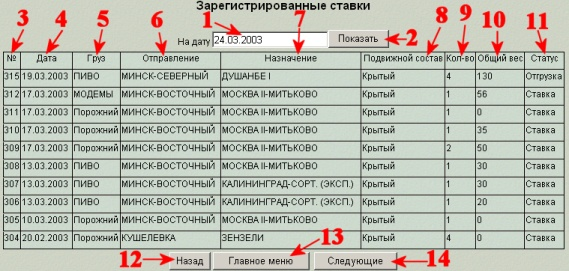 Зарегистрированные ставки
1
На дату 24.03.2003 Показать 2
3 4 5 6 7 8 9 10 11
№ Дата Груз Отправление Назначение Подвижной состав Кол-во Общий вес Статус
315 19.03.2003 ПИВО МИНСК-СЕВЕРНЫЙ ДУШАНБЕ I Крытый 4 130 Отгрузка
312 17.03.2003 МОДЕМЫ МИНСК-ВОСТОЧНЫЙ МОСКВА II-МИТЬКОВО Крытый 1 56 Ставка
311 17.03.2003 Порожний МИНСК-ВОСТОЧНЫЙ МОСКВА II-МИТЬКОВО Крытый 1 0 Ставка
310 17.03.2003 Порожний МИНСК-ВОСТОЧНЫЙ МОСКВА II-МИТЬКОВО Крытый 1 35 Ставка
309 17.03.2003 Порожний МИНСК-ВОСТОЧНЫЙ МОСКВА II-МИТЬКОВО Крытый 2 50 Ставка
308 13.03.2003 ПИВО МИНСК-ВОСТОЧНЫЙ МОСКВА II-МИТЬКОВО Крытый 1 30 Ставка
307 13.03.2003 ПИВО МИНСК-ВОСТОЧНЫЙ КАЛИНИНГРАД-СОРТ. (ЭКСП.) Крытый 1 30 Ставка
306 13.03.2003 ПИВО МИНСК-ВОСТОЧНЫЙ КАЛИНИНГРАД-СОРТ. (ЭКСП.) Крытый 1 20 Ставка
305 10.03.2003 Порожний МИНСК-ВОСТОЧНЫЙ МОСКВА II-МИТЬКОВО Крытый 1 0 Ставка
304 20.02.2003 Порожний КУШЕЛЕВКА ЗЕНЗЕЛИ Крытый 4 0 Ставка
12 Назад Главное меню 13 Следующие 14